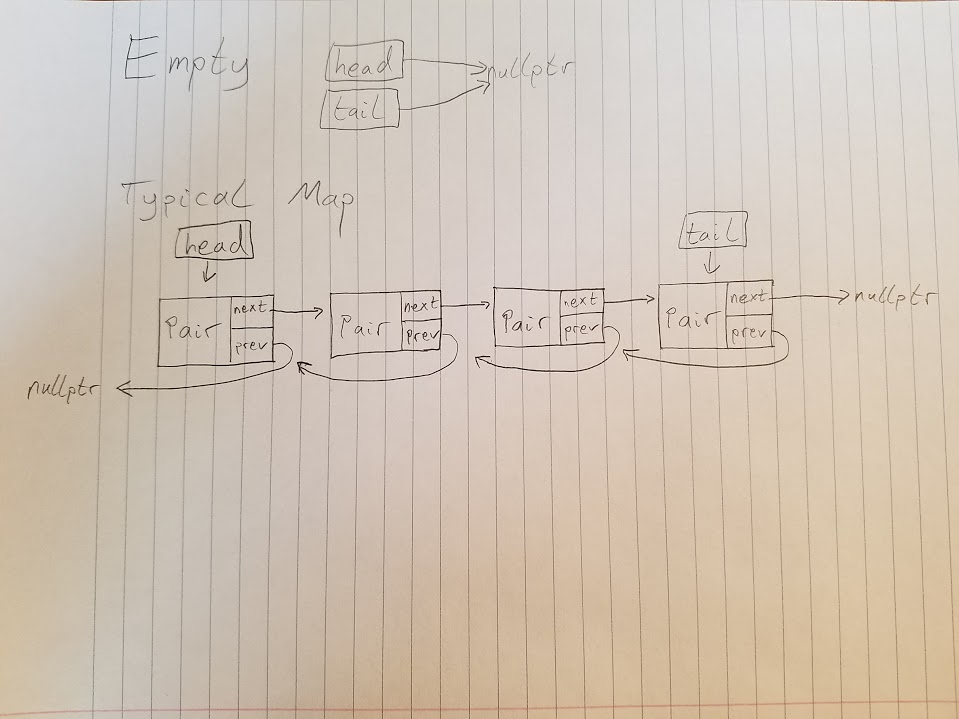 Empty head nullptr
tail
Typical Map
head tail
Pair next Pair next Pair next Pair next nullptr
prev prev prev prev
nullptr